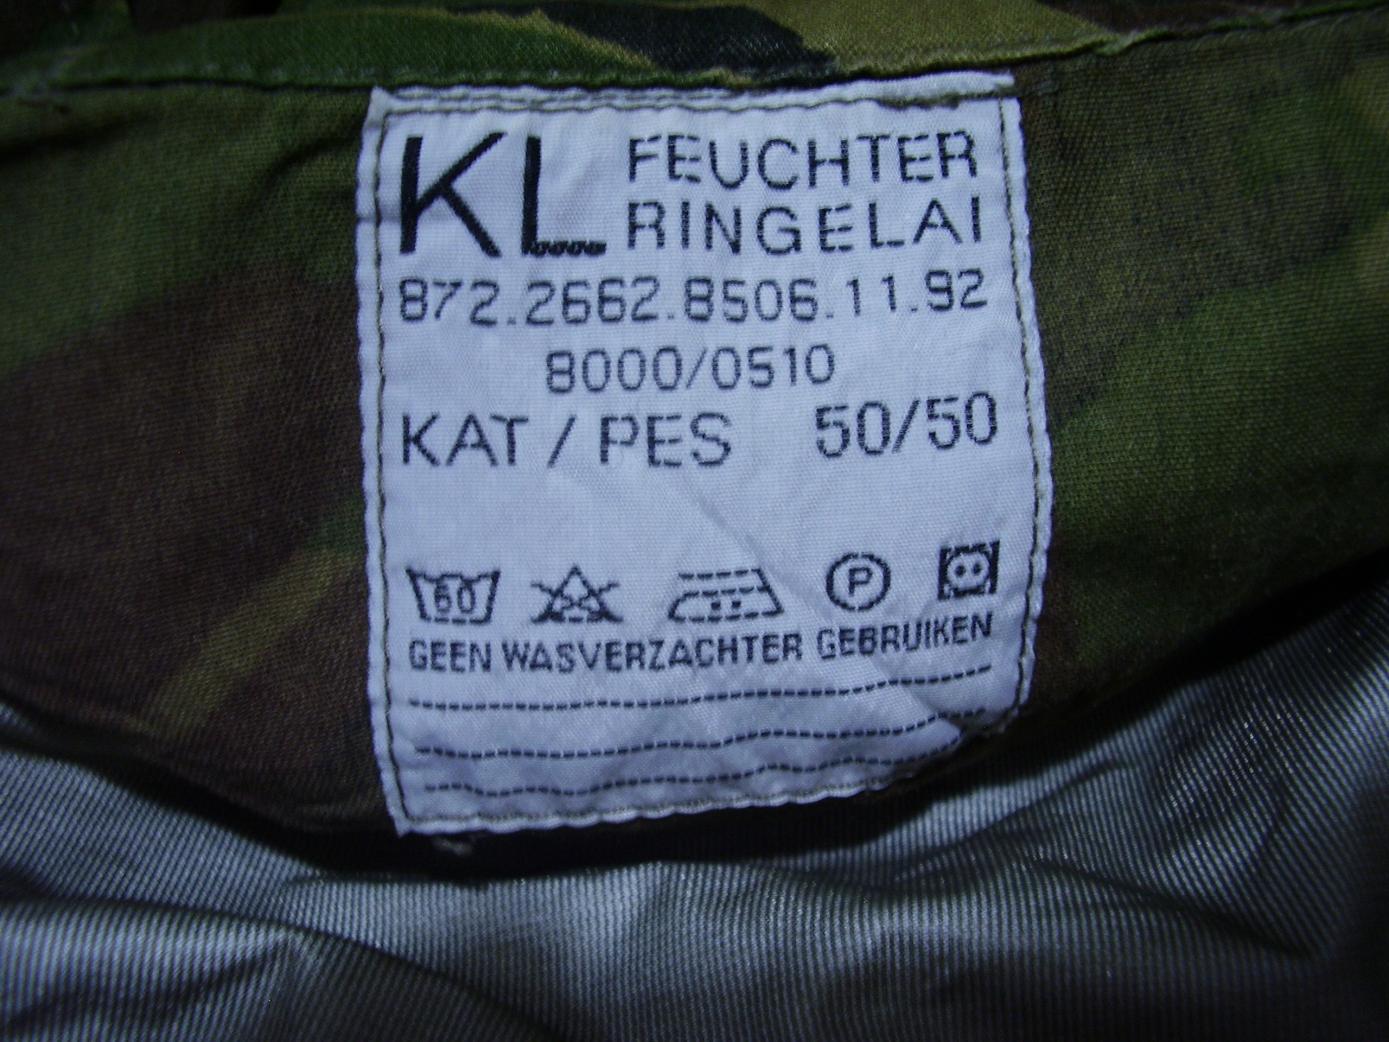 KL FEUCHTER
RINGELAI
872.2662.8506.11.92
8000/0510
KAT / PES 50/50
60 P
GEEN WASVERZACHTER GEBRUIKEN